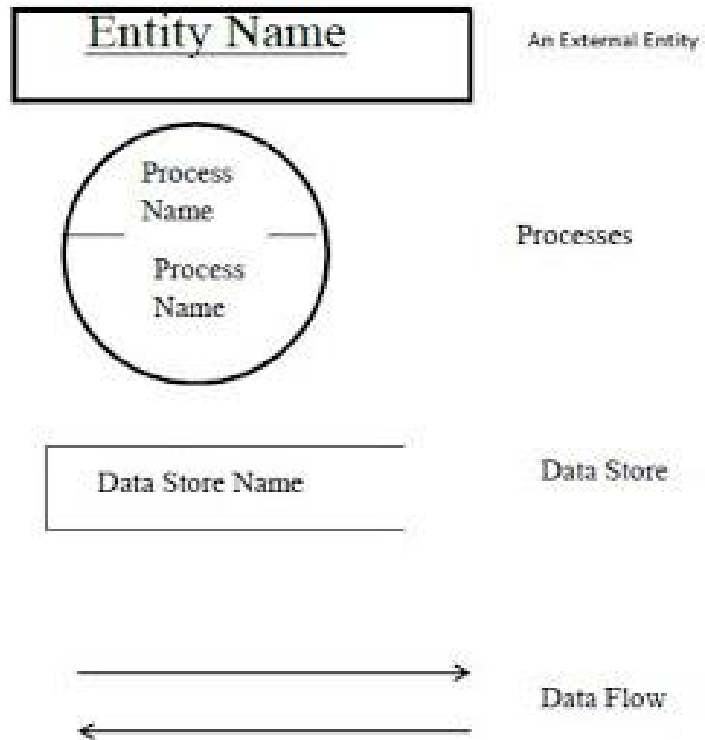 Entity Name
An External Entity
Process
Name
Processes
Process
Name
Data Store Name
Data Store
Data Flow